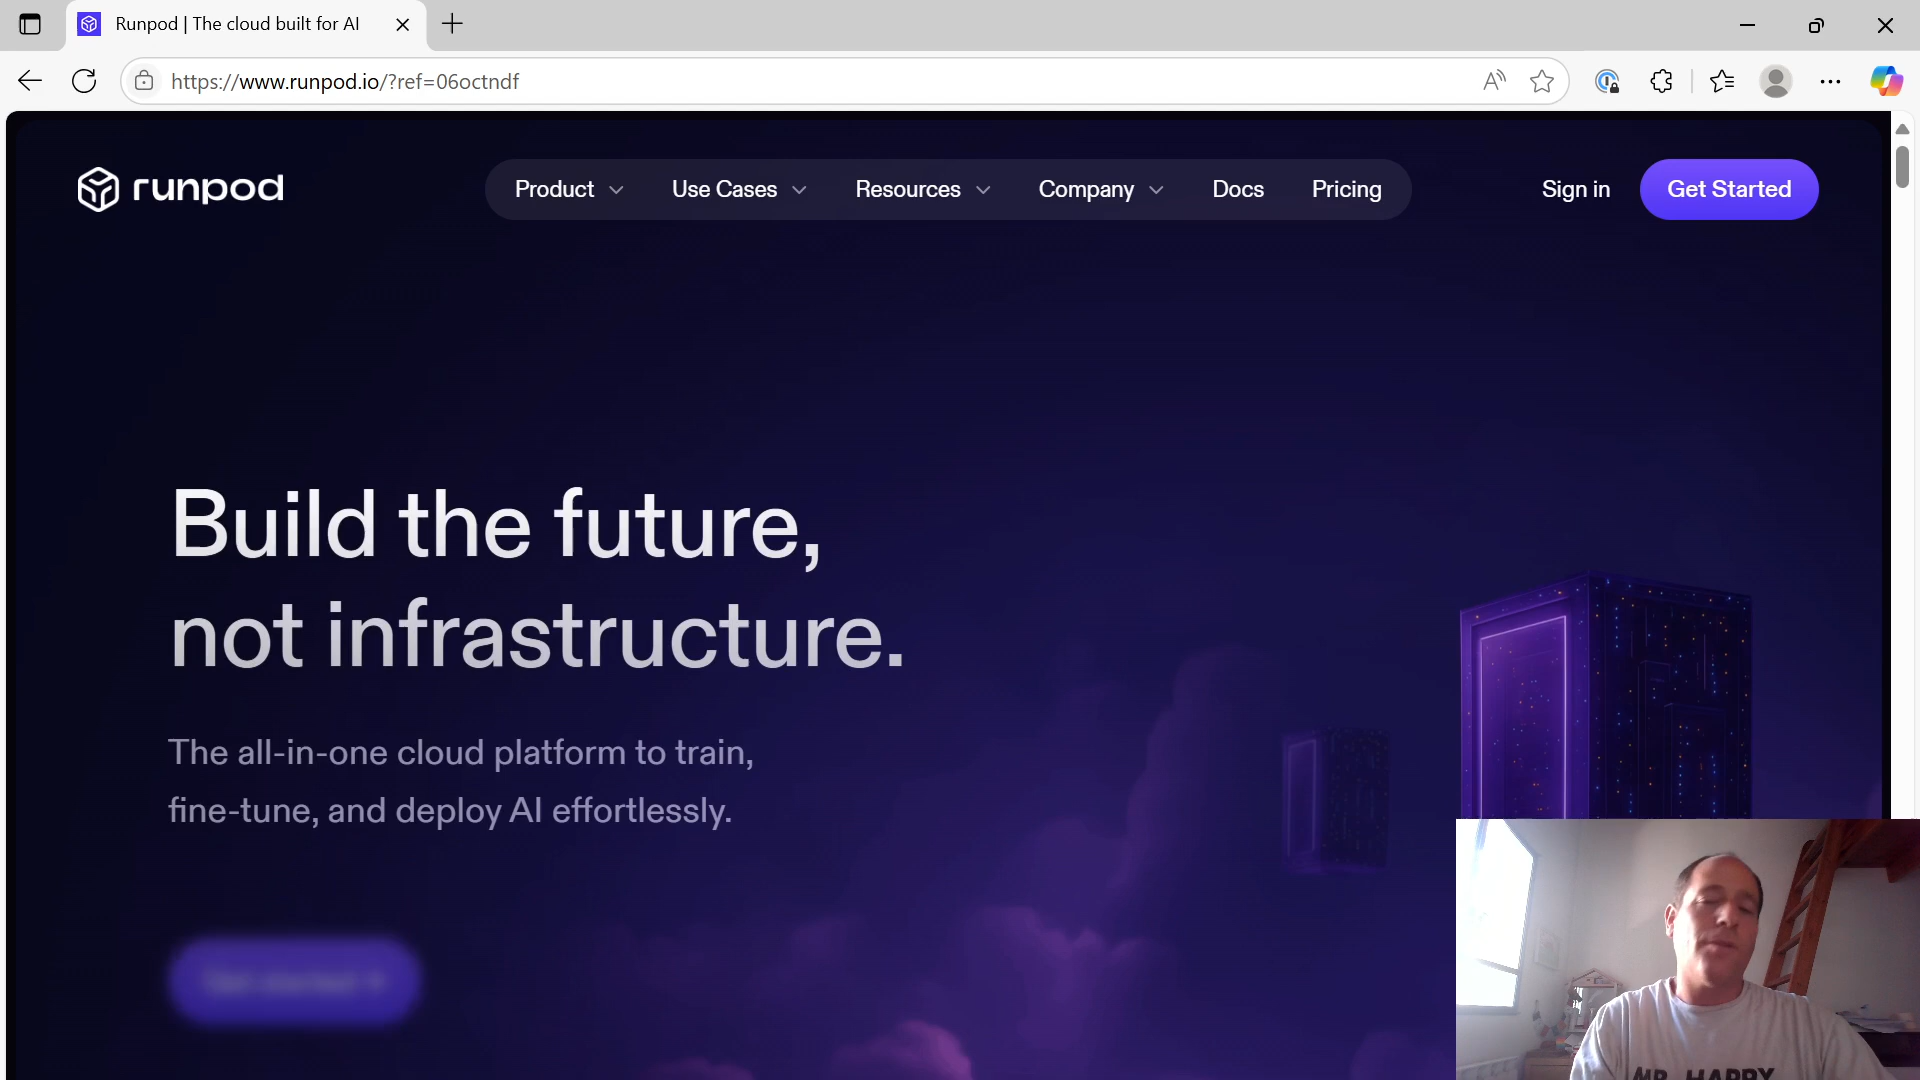 Runpod | The cloud built for AI
https://www.runpod.io/?ref=06octndf
runpod
Product
Use Cases
Resources
Company
Docs
Pricing
Sign in
Get Started
Build the future,
not infrastructure.
The all-in-one cloud platform to train,
fine-tune, and deploy AI effortlessly.
MR. HAPPY